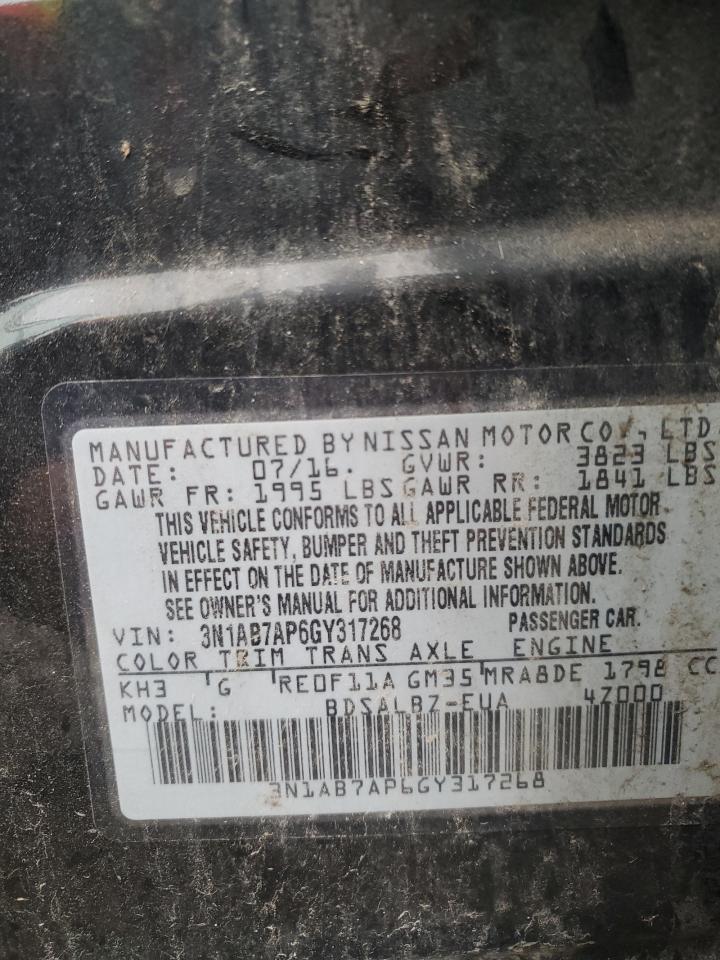 MANUFACTURED BY NISSAN MOTOR CO., LTD
DATE: 07/16. GVWR: 3823 LBS
GAWR FR: 1995 LBS GAWR RR: 1841 LBS
THIS VEHICLE CONFORMS TO ALL APPLICABLE FEDERAL MOTOR
VEHICLE SAFETY, BUMPER AND THEFT PREVENTION STANDARDS
IN EFFECT ON THE DATE OF MANUFACTURE SHOWN ABOVE.
SEE OWNER'S MANUAL FOR ADDITIONAL INFORMATION.
VIN: 3N1AB7AP6GY317268 PASSENGER CAR.
COLOR TRIM TRANS AXLE ENGINE
KH3 G RE0F11A GM35 MRA8DE 1798 CC
MODEL: BDSALBZ-EUA 4Z000
3N1AB7AP6GY317268